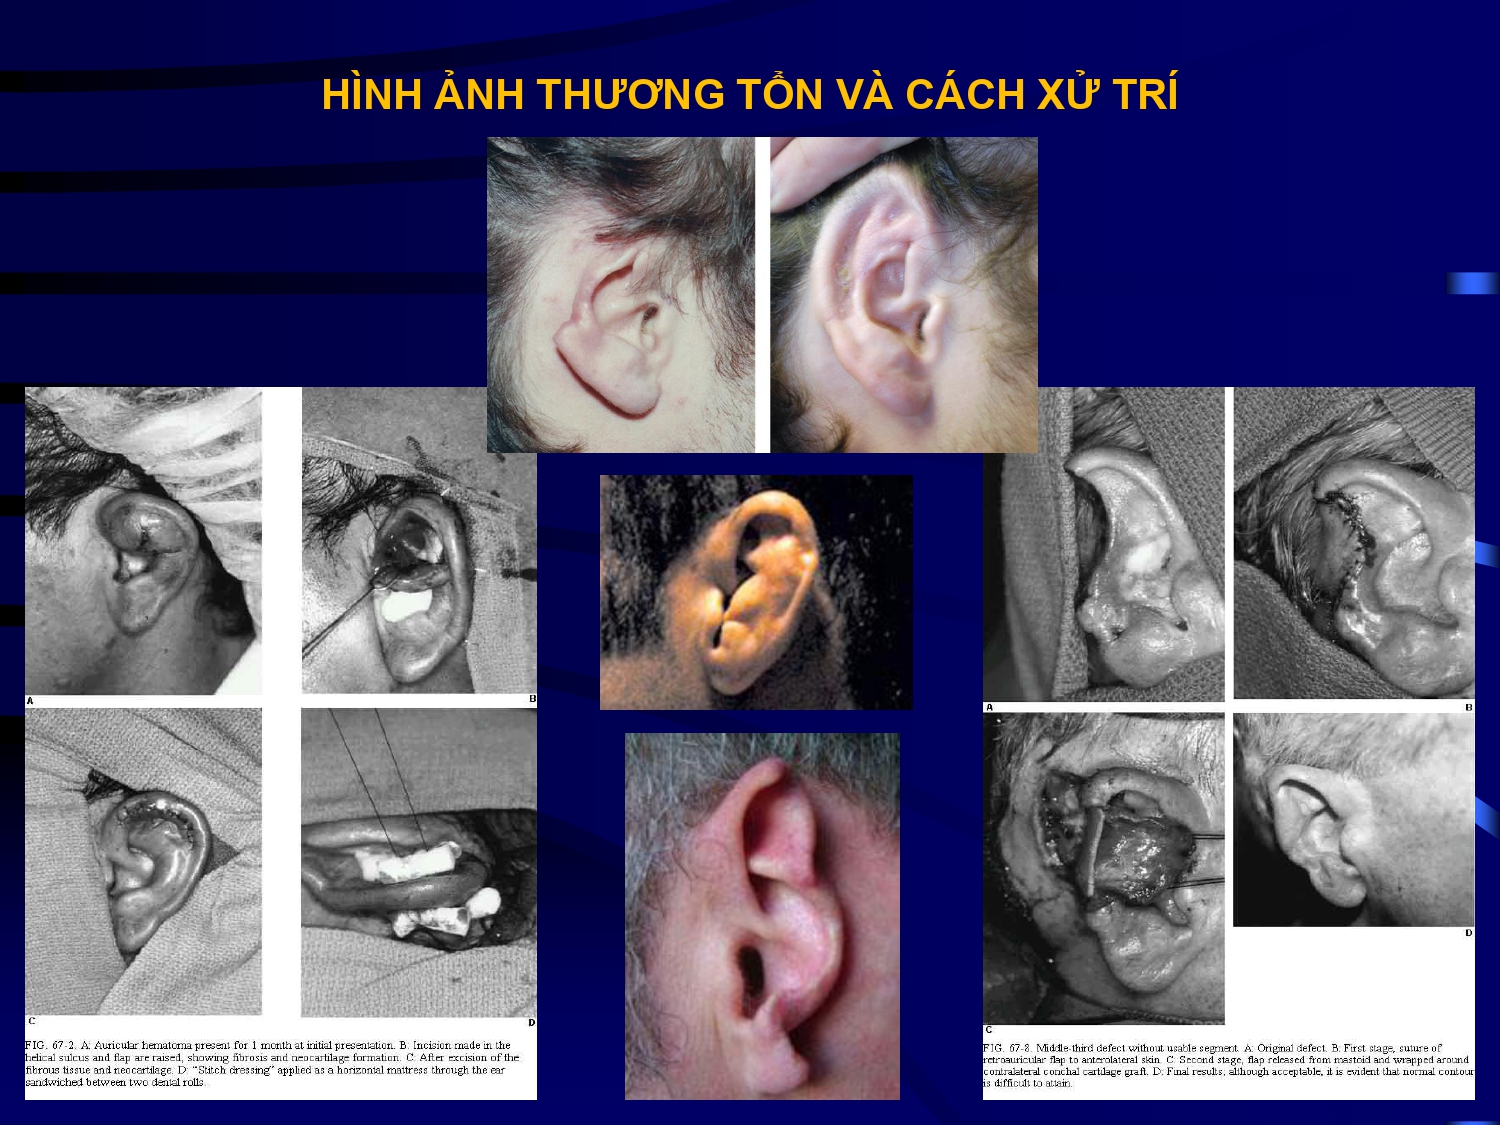 HÌNH ẢNH THƯƠNG TỔN VÀ CÁCH XỬ TRÍ
A
B
C
D
FIG. 67-2. A: Auricular hematoma present for 1 month at initial presentation. B: Incision made in the
helical sulcus and flap are raised, showing fibrosis and neocartilage formation. C: After excision of the
fibrous tissue and neocartilage. D: "Stitch dressing" applied as a horizontal mattress through the ear
sandwiched between two dental rolls.
A
B
C
D
FIG. 67-8. Middle-third defect without usable segment. A: Original defect. B: First stage, suture of
retroauricular flap to anterolateral skin. C: Second stage, flap released from mastoid and wrapped around
contralateral conchal cartilage graft. D: Final results; although acceptable, it is evident that normal contour
is difficult to attain.